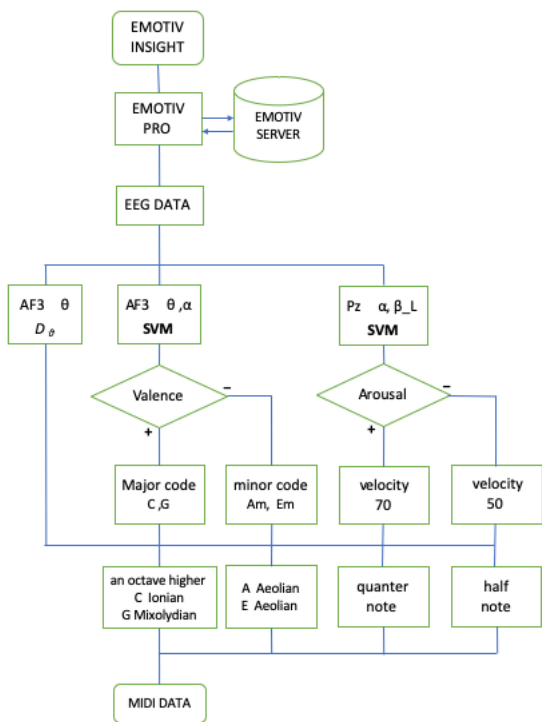 EMOTIV
INSIGHT
EMOTIV
PRO
EMOTIV
SERVER
EEG DATA
AF3 θ
D ϑ
AF3 θ ,α
SVM
Pz α, β_L
SVM
Valence
−
+
Arousal
−
+
Major code
C ,G
minor code
Am, Em
velocity
70
velocity
50
an octave higher
C Ionian
G Mixolydian
A Aeolian
E Aeolian
quanter
note
half
note
MIDI DATA